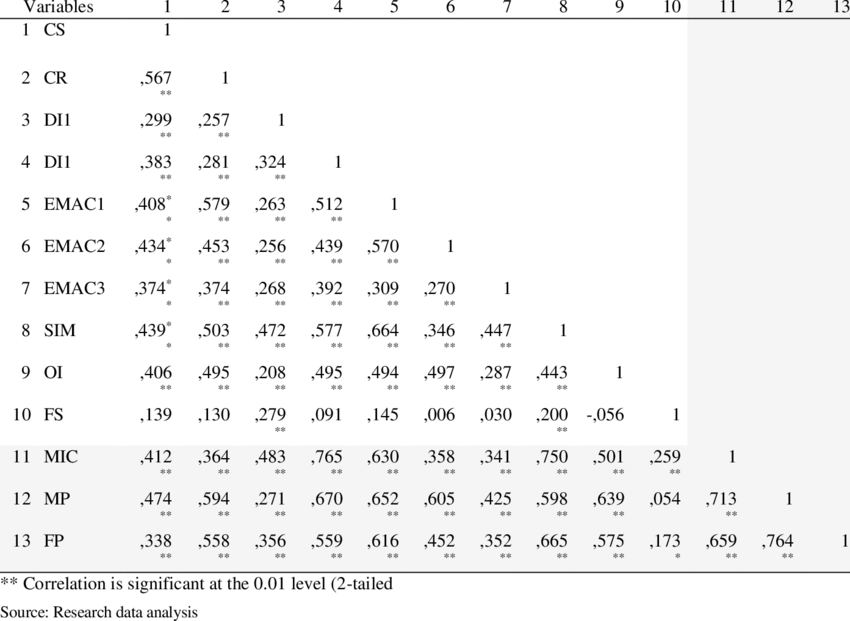 Variables 1 2 3 4 5 6 7 8 9 10 11 12 13
1 CS 1
2 CR ,567 1
**
3 DI1 ,299 ,257 1
** **
4 DI1 ,383 ,281 ,324 1
** ** **
5 EMAC1 ,408* ,579 ,263 ,512 1
* ** ** **
6 EMAC2 ,434* ,453 ,256 ,439 ,570 1
* ** ** ** **
7 EMAC3 ,374* ,374 ,268 ,392 ,309 ,270 1
* ** ** ** ** **
8 SIM ,439* ,503 ,472 ,577 ,664 ,346 ,447 1
* ** ** ** ** ** **
9 OI ,406 ,495 ,208 ,495 ,494 ,497 ,287 ,443 1
** ** ** ** ** ** ** **
10 FS ,139 ,130 ,279 ,091 ,145 ,006 ,030 ,200 -,056 1
** **
11 MIC ,412 ,364 ,483 ,765 ,630 ,358 ,341 ,750 ,501 ,259 1
** ** ** ** ** ** ** ** ** **
12 MP ,474 ,594 ,271 ,670 ,652 ,605 ,425 ,598 ,639 ,054 ,713 1
** ** ** ** ** ** ** ** ** **
13 FP ,338 ,558 ,356 ,559 ,616 ,452 ,352 ,665 ,575 ,173 ,659 ,764 1
** ** ** ** ** ** ** ** ** * ** **
** Correlation is significant at the 0.01 level (2-tailed
Source: Research data analysis